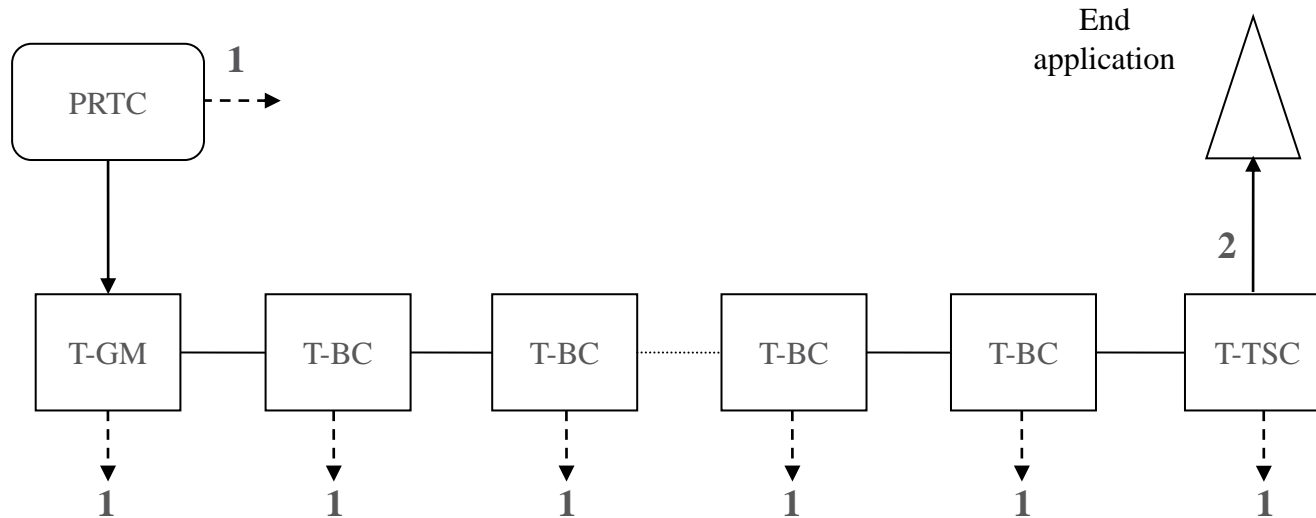 End
application
1
PRTC
2
T-GM
T-BC
T-BC
T-BC
T-BC
T-TSC
1
1
1
1
1
1